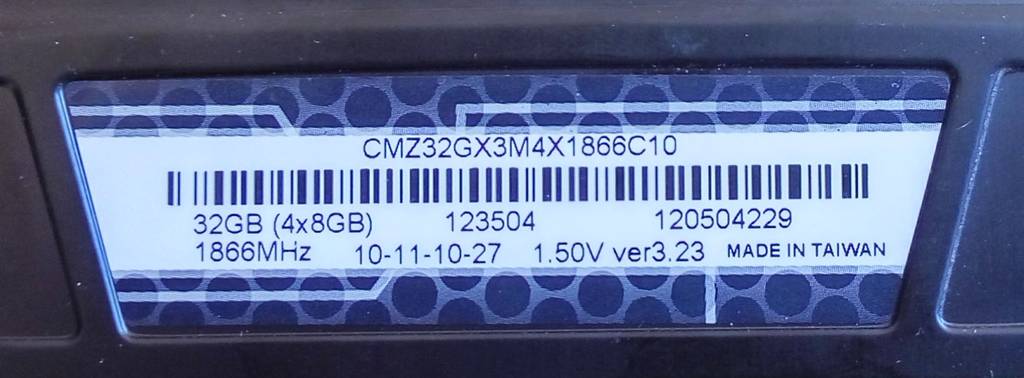 CMZ32GX3M4X1866C10
32GB (4x8GB) 123504 120504229
1866MHz 10-11-10-27 1.50V ver3.23 MADE IN TAIWAN